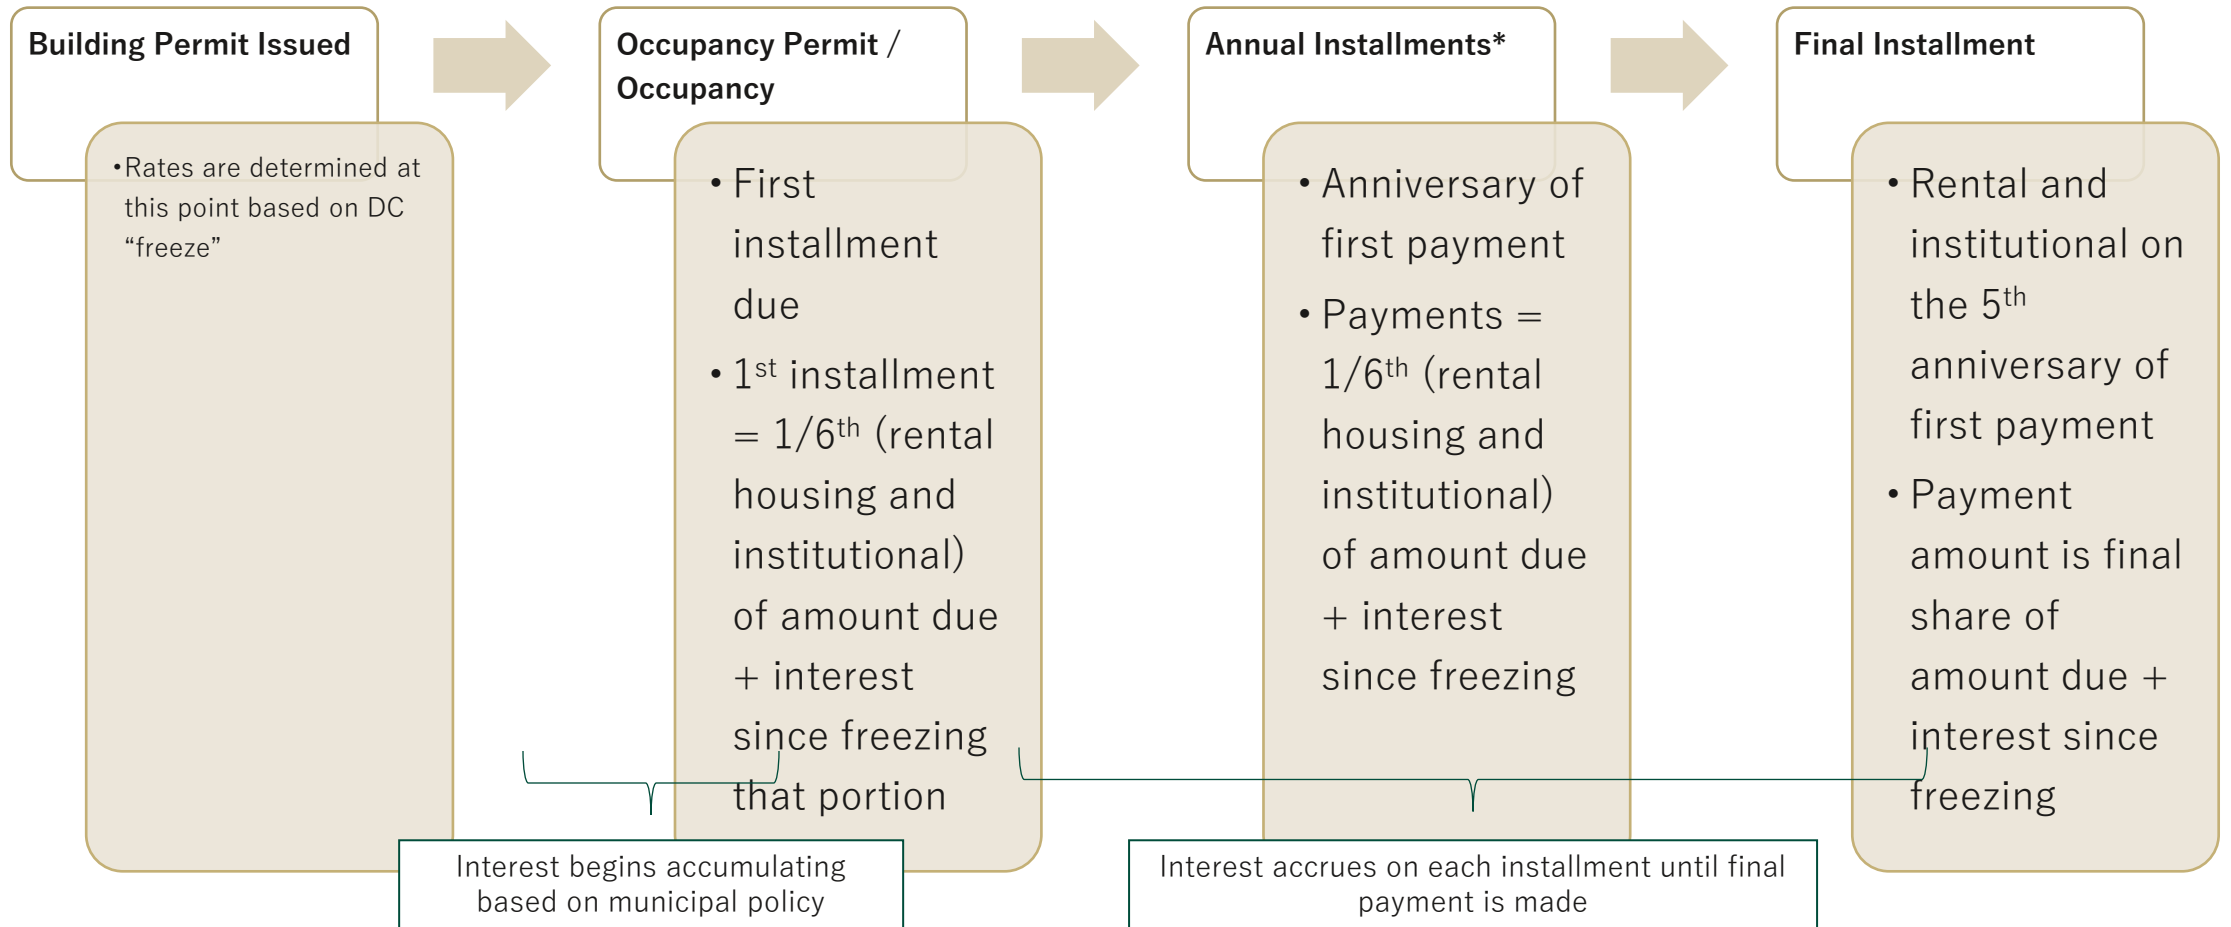 Building Permit Issued
•Rates are determined at
this point based on DC
“freeze”
Occupancy Permit /
Occupancy
• First
installment
due
• 1st installment
= 1/6th (rental
housing and
institutional)
of amount due
+ interest
since freezing
that portion
Annual Installments*
• Anniversary of
first payment
• Payments =
1/6th (rental
housing and
institutional)
of amount due
+ interest
since freezing
Final Installment
• Rental and
institutional on
the 5th
anniversary of
first payment
• Payment
amount is final
share of
amount due +
interest since
freezing
Interest begins accumulating
based on municipal policy
Interest accrues on each installment until final
payment is made